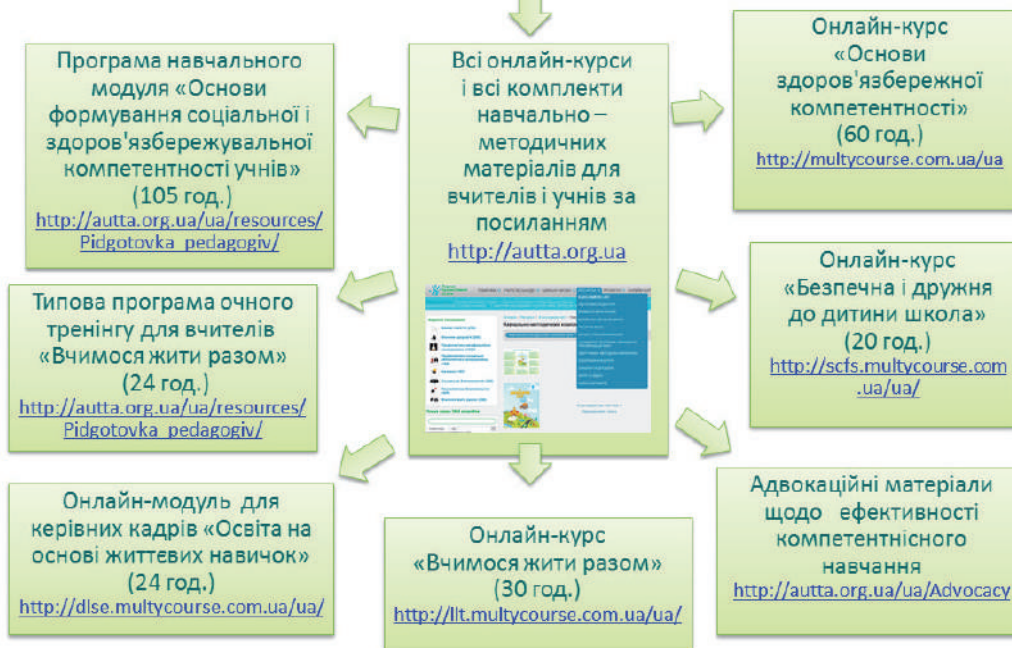 Програма навчального
модуля «Основи
формування соціальної і
здоров'язбережувальної
компетентності учнів»
(105 год.)
http://autta.org.ua/ua/resources/
Pidgotovka_pedagogiv/
Всі онлайн-курси
і всі комплекти
навчально –
методичних
матеріалів для
вчителів і учнів за
посиланням
http://autta.org.ua
Онлайн-курс
«Основи
здоров'язбережної
компетентності»
(60 год.)
http://multycourse.com.ua/ua
Типова програма очного
тренінгу для вчителів
«Вчимося жити разом»
(24 год.)
http://autta.org.ua/ua/resources/
Pidgotovka_pedagogiv/
Онлайн-курс
«Безпечна і дружня
до дитини школа»
(20 год.)
http://scfs.multycourse.com
.ua/ua/
Онлайн-модуль для
керівних кадрів «Освіта на
основі життєвих навичок»
(24 год.)
http://dlse.multycourse.com.ua/ua/
Онлайн-курс
«Вчимося жити разом»
(30 год.)
http://llt.multycourse.com.ua/ua/
Адвокаційні матеріали
щодо ефективності
компетентнісного
навчання
http://autta.org.ua/ua/Advocacy